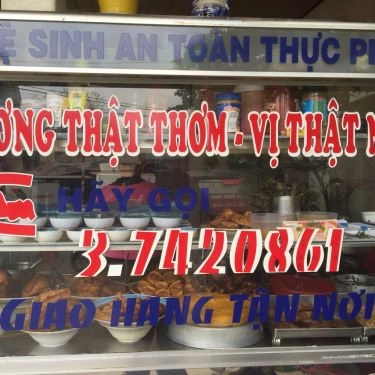 Ệ SINH AN TOÀN THỰC P
ƠNG THẬT THƠM - VỊ THẬT N
HÃY GỌI
3.7420861
GIAO HÀNG TẬN NƠI